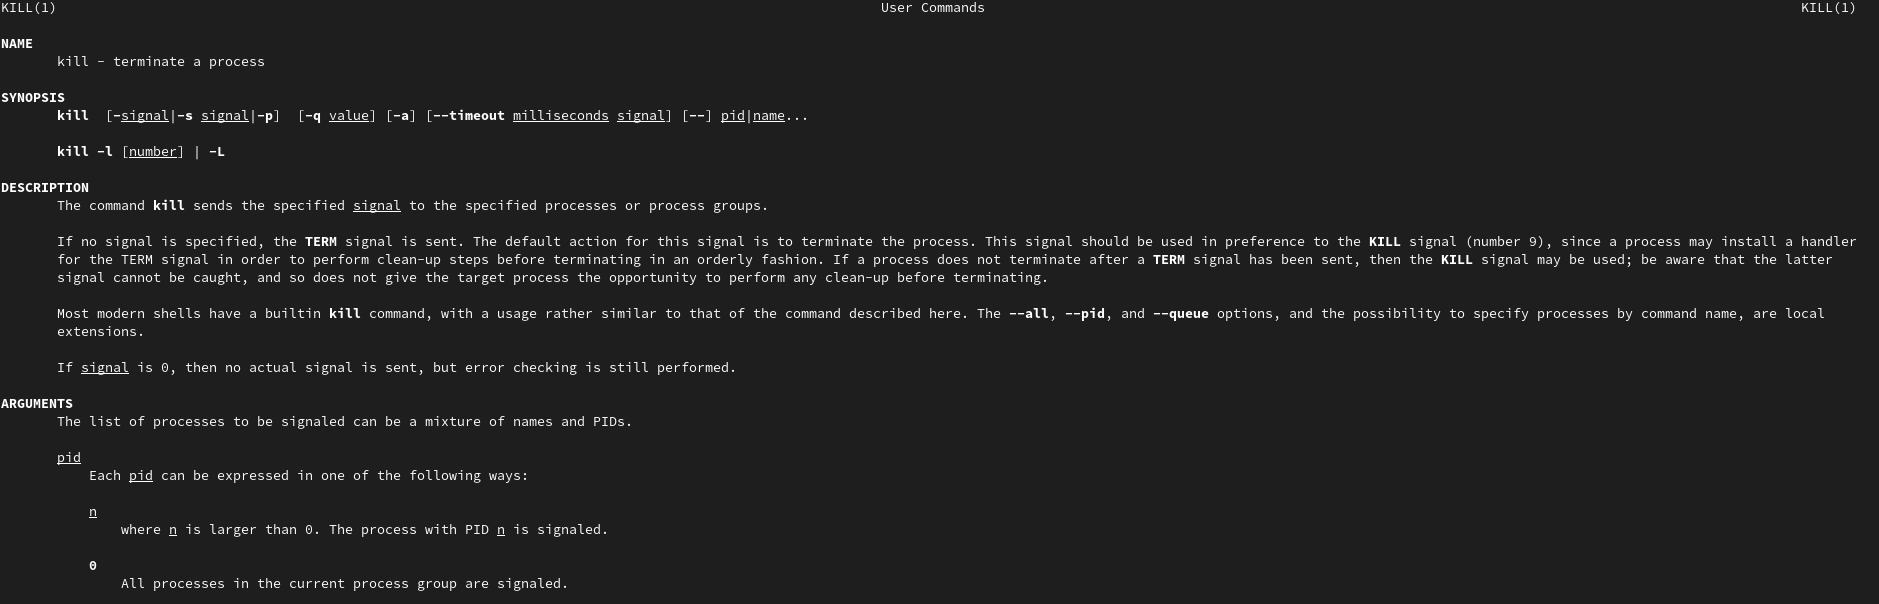 KILL(1) User Commands KILL(1)
NAME
kill - terminate a process
SYNOPSIS
kill [-signal|-s signal|-p] [-q value] [-a] [--timeout milliseconds signal] [--] pid|name...
kill -l [number] | -L
DESCRIPTION
The command kill sends the specified signal to the specified processes or process groups.
If no signal is specified, the TERM signal is sent. The default action for this signal is to terminate the process. This signal should be used in preference to the KILL signal (number 9), since a process may install a handler
for the TERM signal in order to perform clean-up steps before terminating in an orderly fashion. If a process does not terminate after a TERM signal has been sent, then the KILL signal may be used; be aware that the latter
signal cannot be caught, and so does not give the target process the opportunity to perform any clean-up before terminating.
Most modern shells have a builtin kill command, with a usage rather similar to that of the command described here. The --all, --pid, and --queue options, and the possibility to specify processes by command name, are local
extensions.
If signal is 0, then no actual signal is sent, but error checking is still performed.
ARGUMENTS
The list of processes to be signaled can be a mixture of names and PIDs.
pid
Each pid can be expressed in one of the following ways:
n
where n is larger than 0. The process with PID n is signaled.
0
All processes in the current process group are signaled.